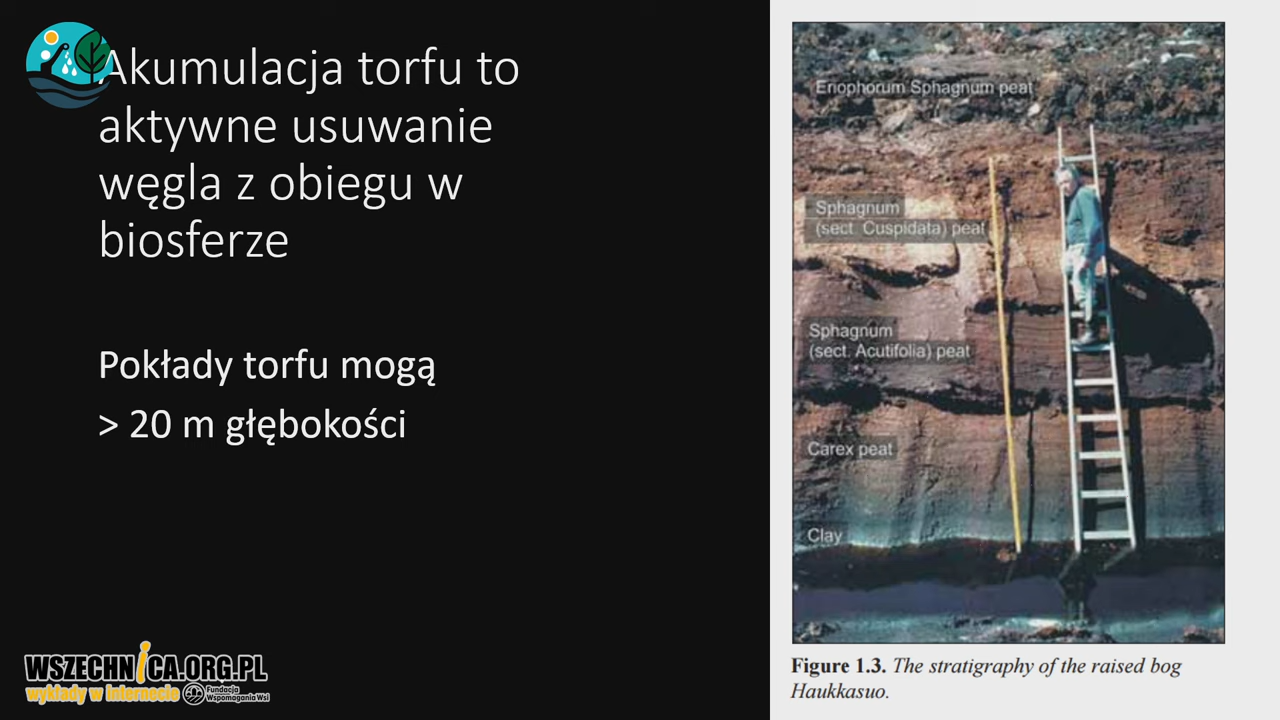 Akumulacja torfu to
aktywne usuwanie
węgla z obiegu w
biosferze
Pokłady torfu mogą
> 20 m głębokości
WSZECHNICA.ORG.PL
wykłady w internecie
Fundacja
Wspomagania Wsi
Eriophorum Sphagnum peat
Sphagnum
(sect. Cuspidata) peat
Sphagnum
(sect. Acutifolia) peat
Carex peat
Clay
Figure 1.3. The stratigraphy of the raised bog
Haukkasuo.